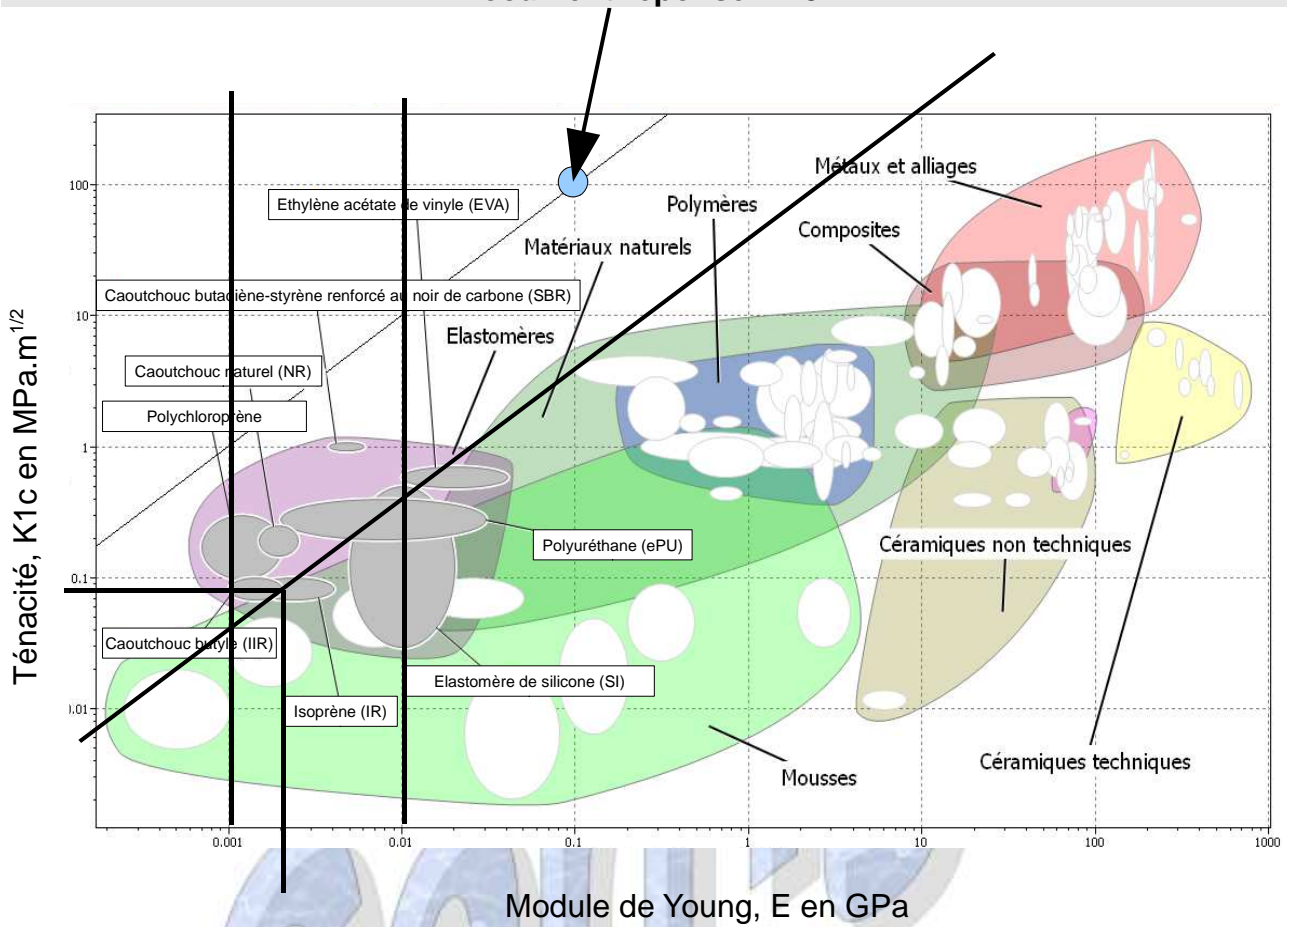 100
10
1
0.1
0.01
Ténacité, K1c en MPa.m1/2
Ethylène acétate de vinyle (EVA)
Caoutchouc butadiène-styrène renforcé au noir de carbone (SBR)
Caoutchouc naturel (NR)
Polychloroprène
Elastomères
Matériaux naturels
Polymères
Composites
Métaux et alliages
Polyuréthane (ePU)
Céramiques non techniques
Caoutchouc butyle (IIR)
Elastomère de silicone (SI)
Isoprène (IR)
Mousses
Céramiques techniques
0.001
0.01
0.1
1
10
100
1000
Module de Young, E en GPa